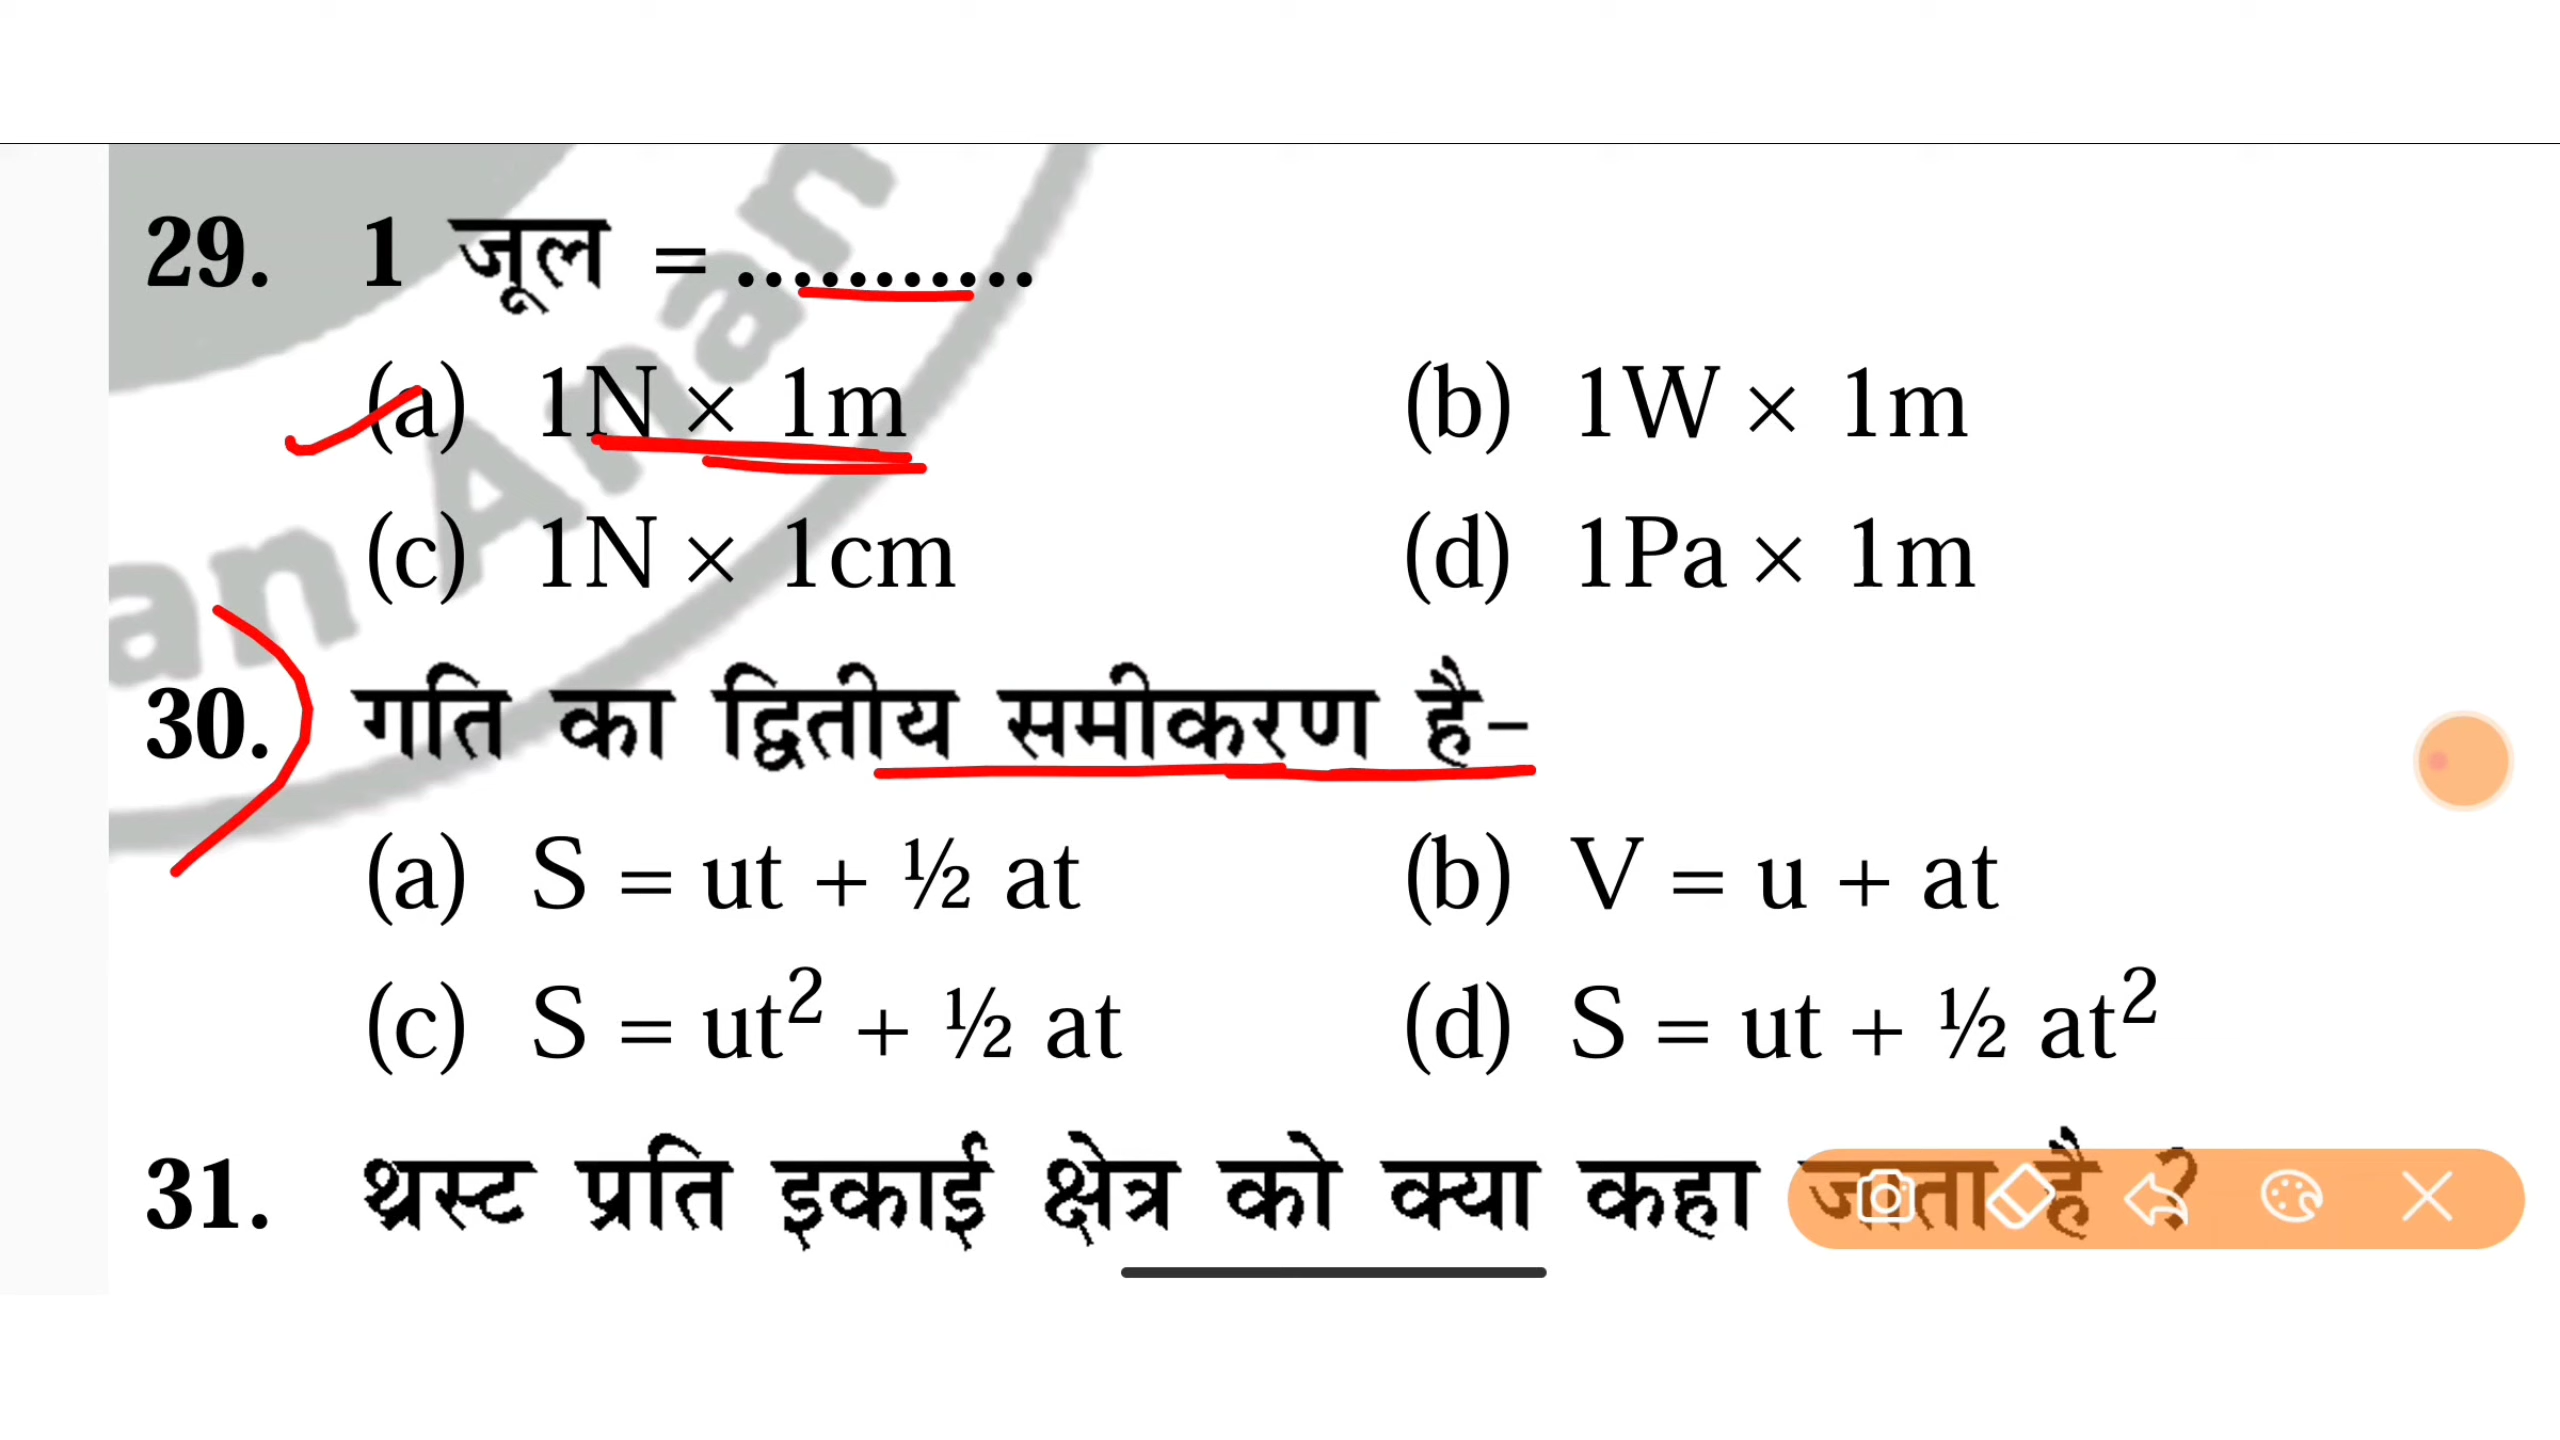 29. 1 जूल = ...........
(a) 1N × 1m (b) 1W × 1m
(c) 1N × 1cm (d) 1Pa × 1m
30. गति का द्वितीय समीकरण है–
(a) S = ut + ½ at (b) V = u + at
(c) S = ut² + ½ at (d) S = ut + ½ at²
31. थ्रस्ट प्रति इकाई क्षेत्र को क्या कहा जाता है ?